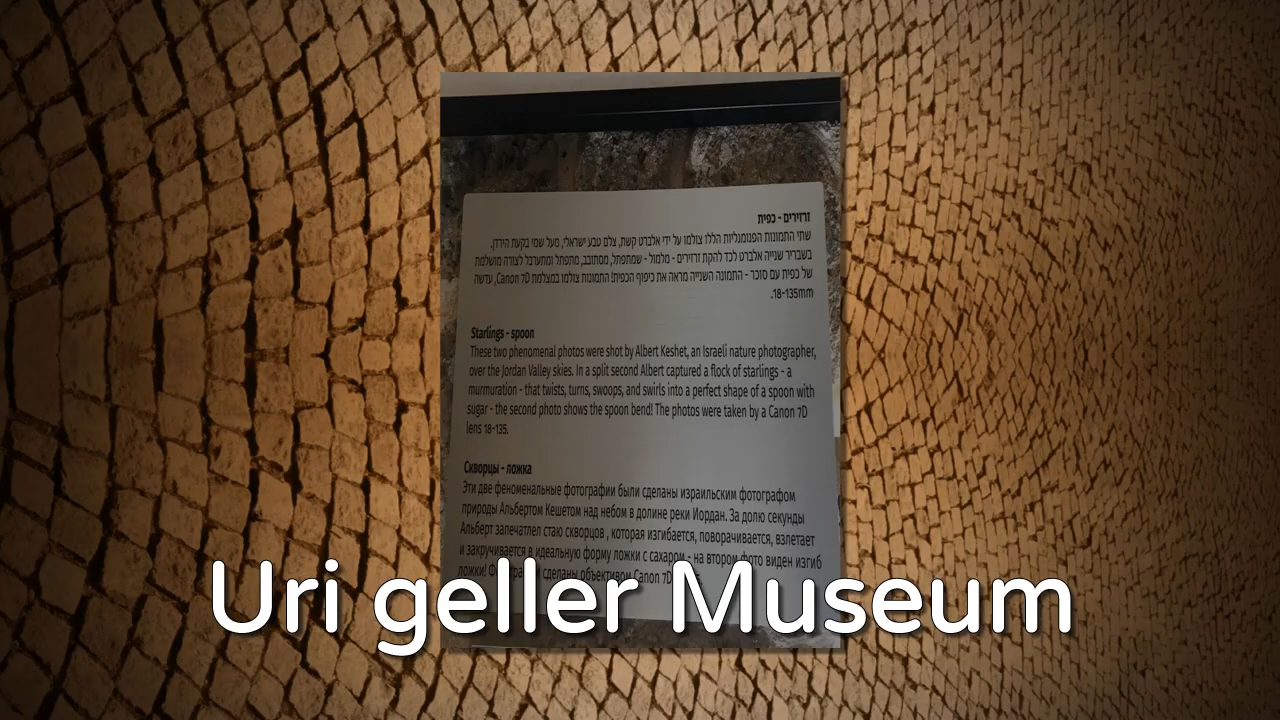 זרזירים - כפית
שתי התמונות הפנומנליות הללו צולמו על ידי אלברט קשת, צלם טבע ישראלי, מעל שמי בקעת הירדן.
בשבריר שנייה אלברט לכד להקת זרזירים - מלמול - שמתפתל, מסתובב, מתפתל ומתערבל לצורה מושלמת
של כפית עם סוכר - התמונה השנייה מראה את כיפוף הכפית! התמונות צולמו במצלמת Canon 7D, עדשה
18-135mm.
Starlings - spoon
These two phenomenal photos were shot by Albert Keshet, an Israeli nature photographer,
over the Jordan Valley skies. In a split second Albert captured a flock of starlings - a
murmuration - that twists, turns, swoops, and swirls into a perfect shape of a spoon with
sugar - the second photo shows the spoon bend! The photos were taken by a Canon 7D
lens 18-135.
Скворцы - ложка
Эти две феноменальные фотографии были сделаны израильским фотографом
природы Альбертом Кешетом над небом в долине реки Иордан. За долю секунды
Альберт запечатлел стаю скворцов , которая изгибается, поворачивается, взлетает
и закручивается в идеальную форму ложки с сахаром - на втором фото виден изгиб
ложки! сделаны объективом Canon 7D
Uri geller Museum